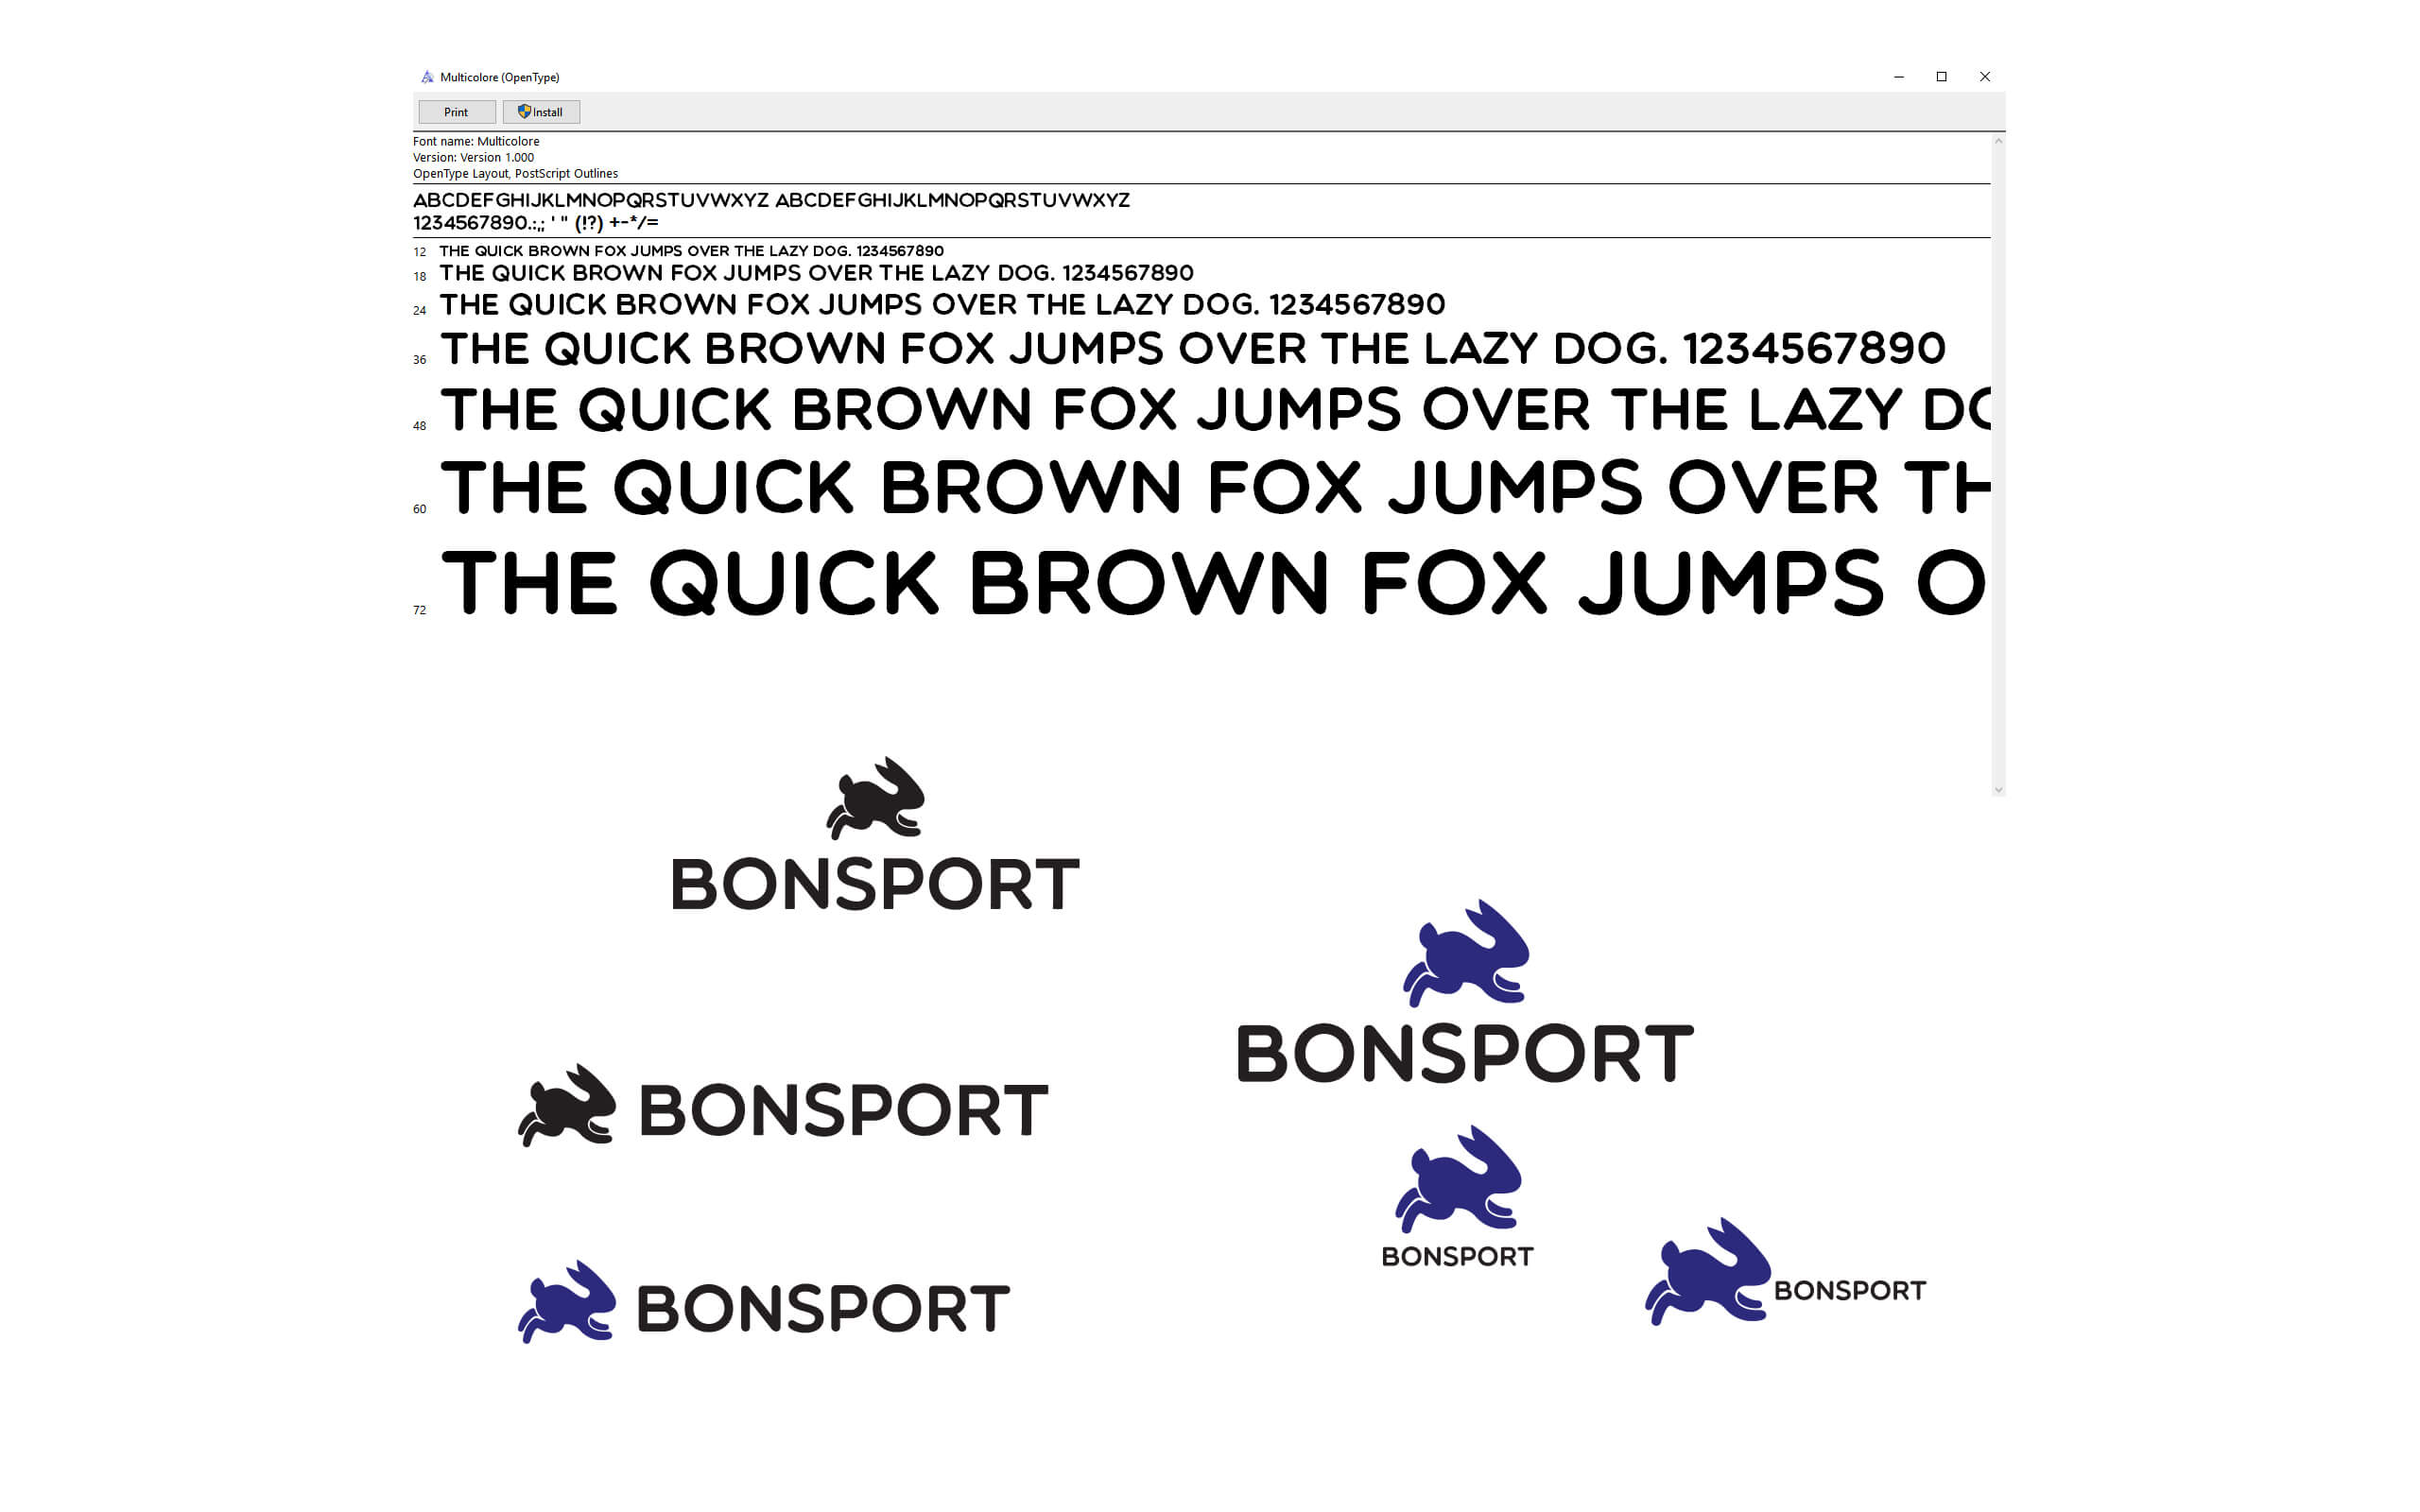 Multicolore (OpenType)
Print Install
Font name: Multicolore
Version: Version 1.000
OpenType Layout, PostScript Outlines
ABCDEFGHIJKLMNOPQRSTUVWXYZ ABCDEFGHIJKLMNOPQRSTUVWXYZ
1234567890.:,; ' " (!?) +-*/=
12 THE QUICK BROWN FOX JUMPS OVER THE LAZY DOG. 1234567890
18 THE QUICK BROWN FOX JUMPS OVER THE LAZY DOG. 1234567890
24 THE QUICK BROWN FOX JUMPS OVER THE LAZY DOG. 1234567890
36 THE QUICK BROWN FOX JUMPS OVER THE LAZY DOG. 1234567890
48 THE QUICK BROWN FOX JUMPS OVER THE LAZY DO
60 THE QUICK BROWN FOX JUMPS OVER TH
72 THE QUICK BROWN FOX JUMPS O
BONSPORT
BONSPORT
BONSPORT
BONSPORT
BONSPORT
BONSPORT